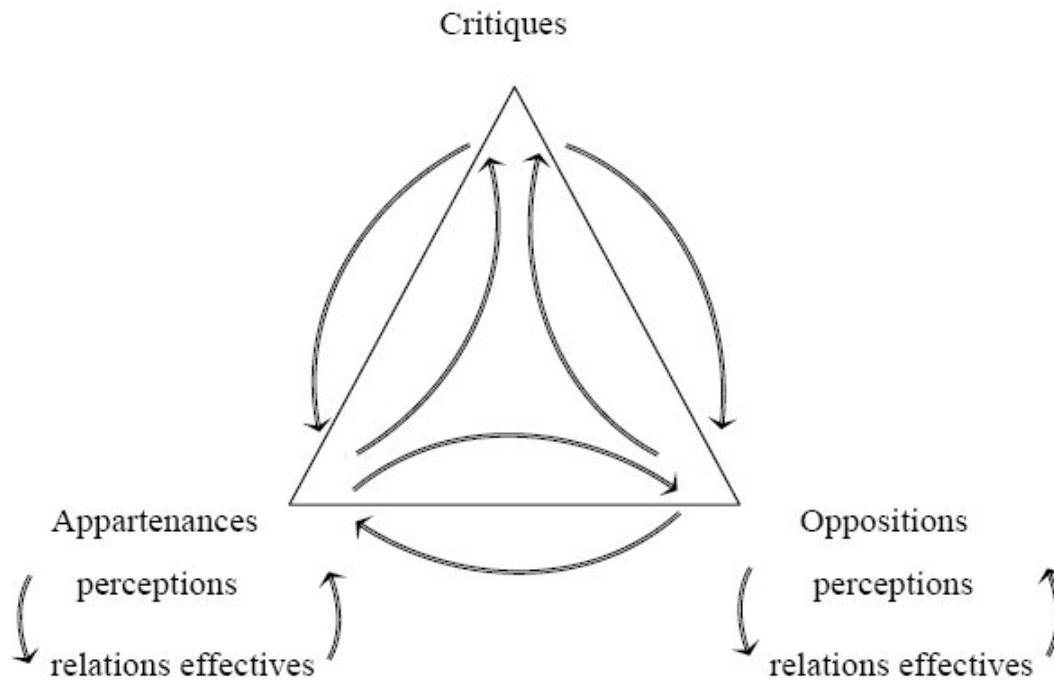 Critiques
Appartenances
perceptions
relations effectives
Oppositions
perceptions
relations effectives